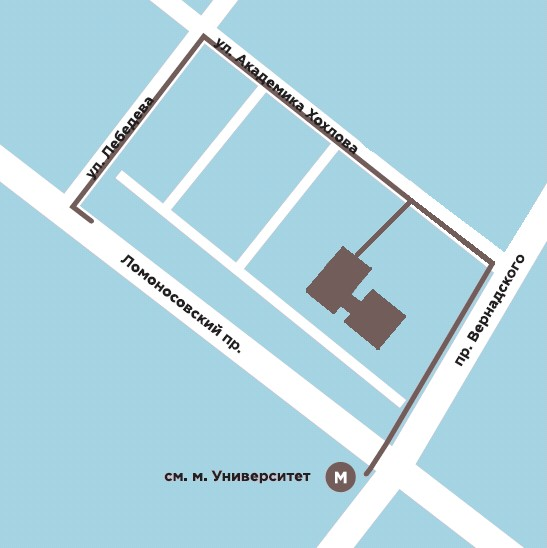 ул. Академика Хохлова
ул. Лебедева
Ломоносовский пр.
пр. Вернадского
см. м. Университет
М